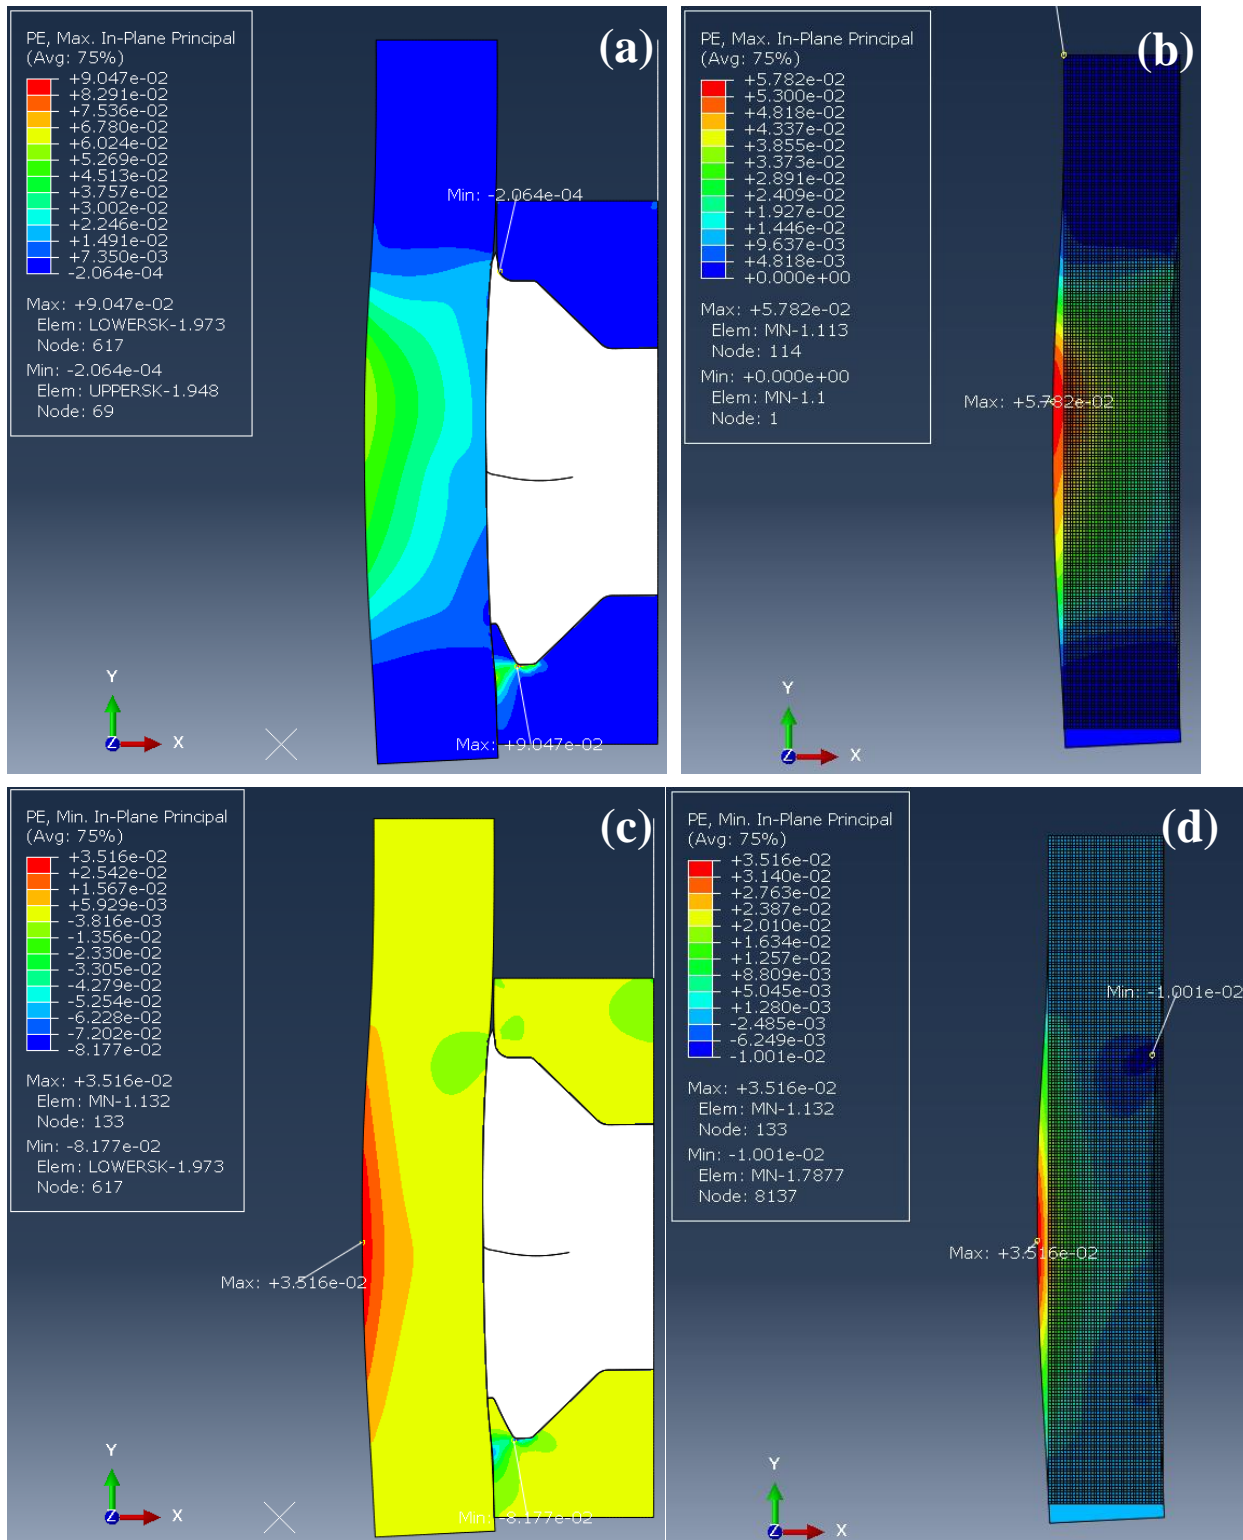 PE, Max. In-Plane Principal
(Avg: 75%)
+9.047e-02
+8.291e-02
+7.536e-02
+6.780e-02
+6.024e-02
+5.269e-02
+4.513e-02
+3.757e-02
+3.002e-02
+2.246e-02
+1.491e-02
+7.350e-03
-2.064e-04
Max: +9.047e-02
Elem: LOWERSK-1.973
Node: 617
Min: -2.064e-04
Elem: UPPERSK-1.948
Node: 69
(a)
Min: -2.064e-04
Max: +9.047e-02
Y
Z
X
PE, Max. In-Plane Principal
(Avg: 75%)
+5.782e-02
+5.300e-02
+4.818e-02
+4.337e-02
+3.855e-02
+3.373e-02
+2.891e-02
+2.409e-02
+1.927e-02
+1.446e-02
+9.637e-03
+4.818e-03
+0.000e+00
Max: +5.782e-02
Elem: MN-1.113
Node: 114
Min: +0.000e+00
Elem: MN-1.1
Node: 1
(b)
Max: +5.782e-02
Y
Z
X
PE, Min. In-Plane Principal
(Avg: 75%)
+3.516e-02
+2.542e-02
+1.567e-02
+5.929e-03
-3.816e-03
-1.356e-02
-2.330e-02
-3.305e-02
-4.279e-02
-5.254e-02
-6.228e-02
-7.202e-02
-8.177e-02
Max: +3.516e-02
Elem: MN-1.132
Node: 133
Min: -8.177e-02
Elem: LOWERSK-1.973
Node: 617
(c)
Max: +3.516e-02
Min: -8.177e-02
Y
Z
X
PE, Min. In-Plane Principal
(Avg: 75%)
+3.516e-02
+3.140e-02
+2.763e-02
+2.387e-02
+2.010e-02
+1.634e-02
+1.257e-02
+8.809e-03
+5.045e-03
+1.280e-03
-2.485e-03
-6.249e-03
-1.001e-02
Max: +3.516e-02
Elem: MN-1.132
Node: 133
Min: -1.001e-02
Elem: MN-1.7877
Node: 8137
(d)
Min: -1.001e-02
Max: +3.516e-02
Y
Z
X